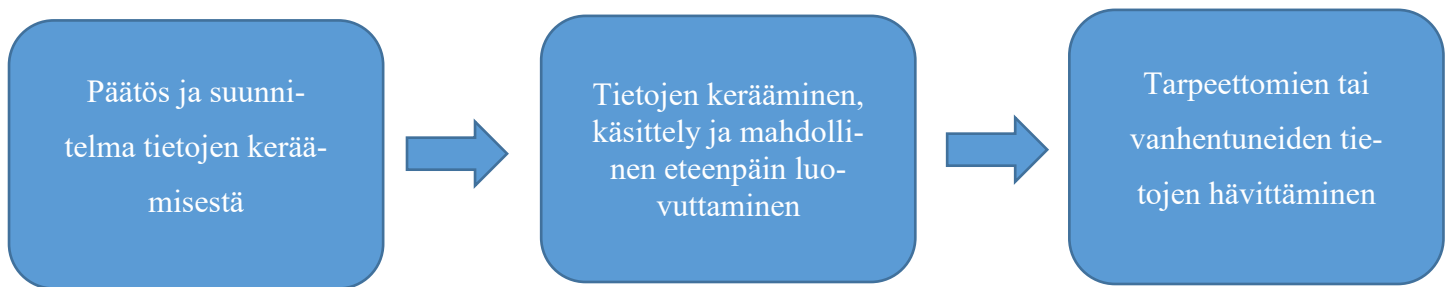 Päätös ja suunni-
telma tietojen kerää-
misestä
Tietojen kerääminen,
käsittely ja mahdolli-
nen eteenpäin luo-
vuttaminen
Tarpeettomien tai
vanhentuneiden tie-
tojen hävittäminen